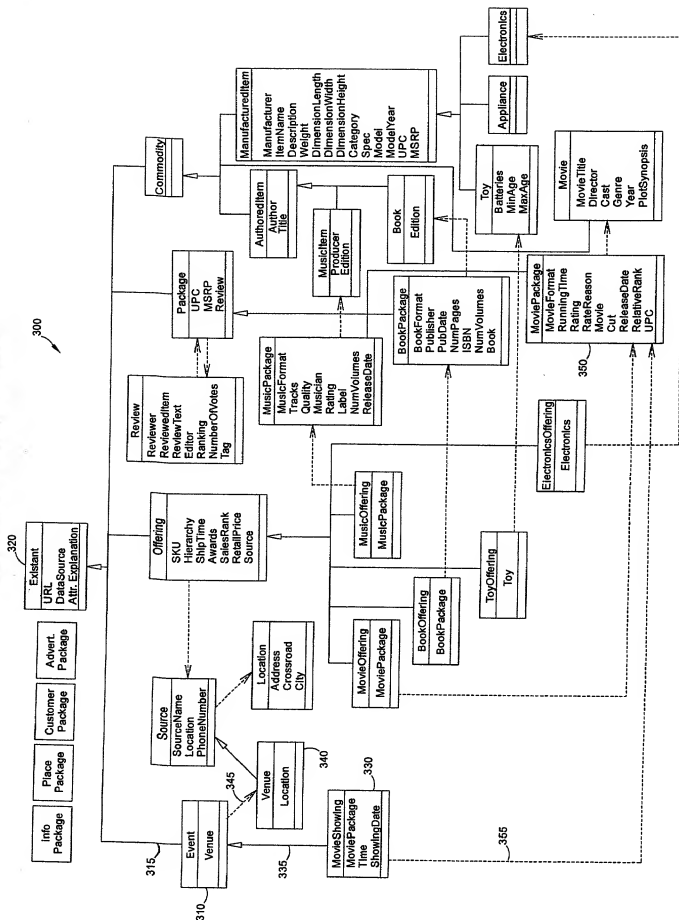 300
Info
Package
Place
Package
Customer
Package
Advert.
Package
320
Existant
URL
DataSource
Attr. Explanation
315
310
Event
Venue
335
345
Source
SourceName
Location
PhoneNumber
Location
Address
Crossroad
City
Venue
Location
340
MovieShowing
MoviePackage
Time
ShowingDate
330
355
Offering
SKU
Hierarchy
ShipTime
Awards
SalesRank
RetailPrice
Source
MovieOffering
MoviePackage
BookOffering
BookPackage
MusicOffering
MusicPackage
ToyOffering
Toy
ElectronicsOffering
Electronics
Review
Reviewer
ReviewedItem
ReviewText
Editor
Ranking
NumberOfVotes
Tag
Package
UPC
MSRP
Review
MusicPackage
MusicFormat
Tracks
Quality
Musician
Rating
Label
NumVolumes
ReleaseDate
BookPackage
BookFormat
Publisher
PubDate
NumPages
ISBN
NumVolumes
Book
350
MoviePackage
MovieFormat
RunningTime
Rating
RateReason
Movie
Cut
ReleaseDate
RelativeRank
UPC
Commodity
AuthoredItem
Author
Title
MusicItem
Producer
Edition
Book
Edition
ManufacturedItem
Manufacturer
ItemName
Description
Weight
DimensionLength
DimensionWidth
DimensionHeight
Category
Spec
Model
ModelYear
UPC
MSRP
Toy
Batteries
MinAge
MaxAge
Appliance
Electronics
Movie
MovieTitle
Director
Cast
Genre
Year
PlotSynopsis